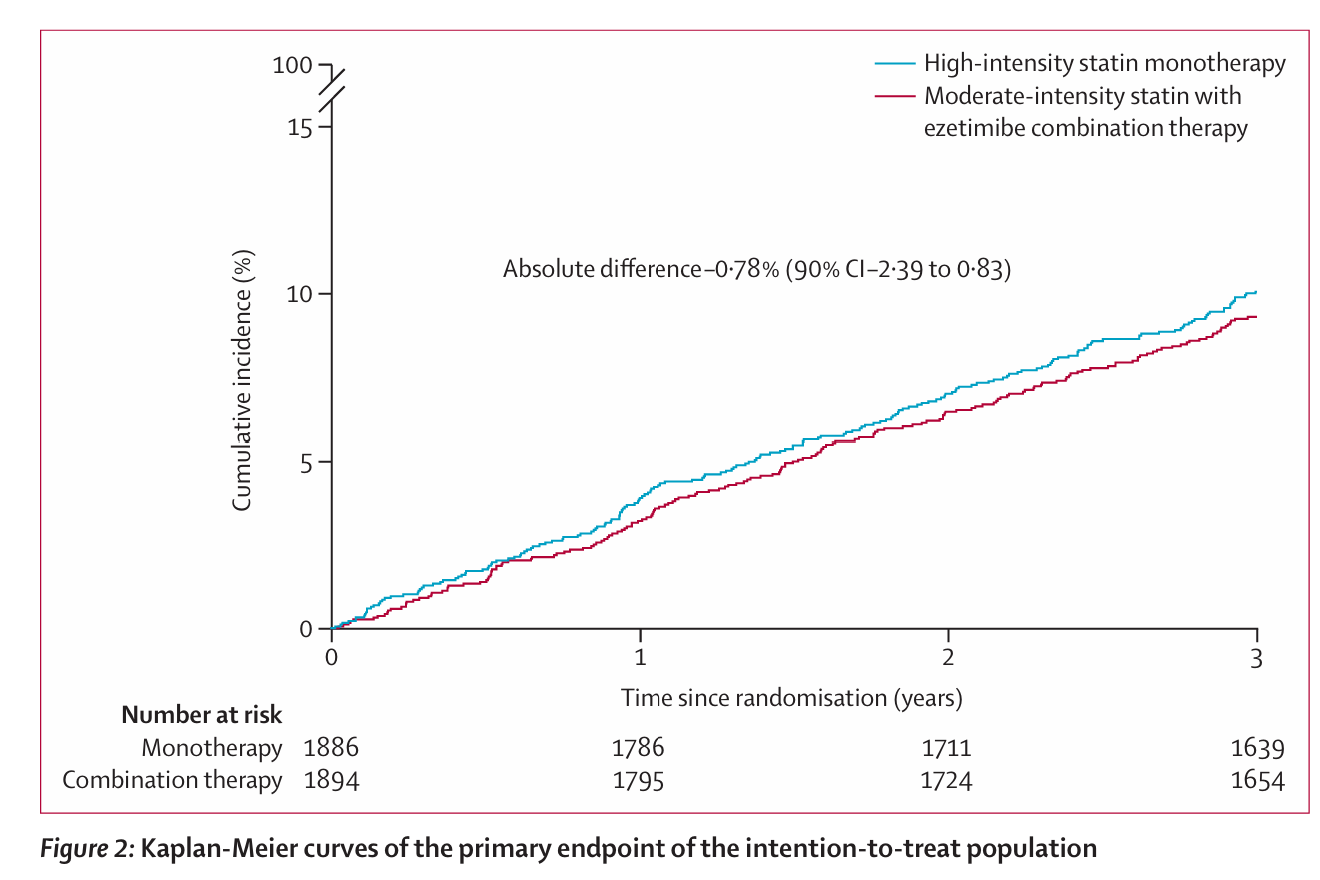 100
15
10
5
0
Cumulative incidence (%)
High-intensity statin monotherapy
Moderate-intensity statin with
ezetimibe combination therapy
Absolute difference–0·78% (90% CI–2·39 to 0·83)
0 1 2 3
Time since randomisation (years)
Number at risk
Monotherapy 1886 1786 1711 1639
Combination therapy 1894 1795 1724 1654
Figure 2: Kaplan-Meier curves of the primary endpoint of the intention-to-treat population